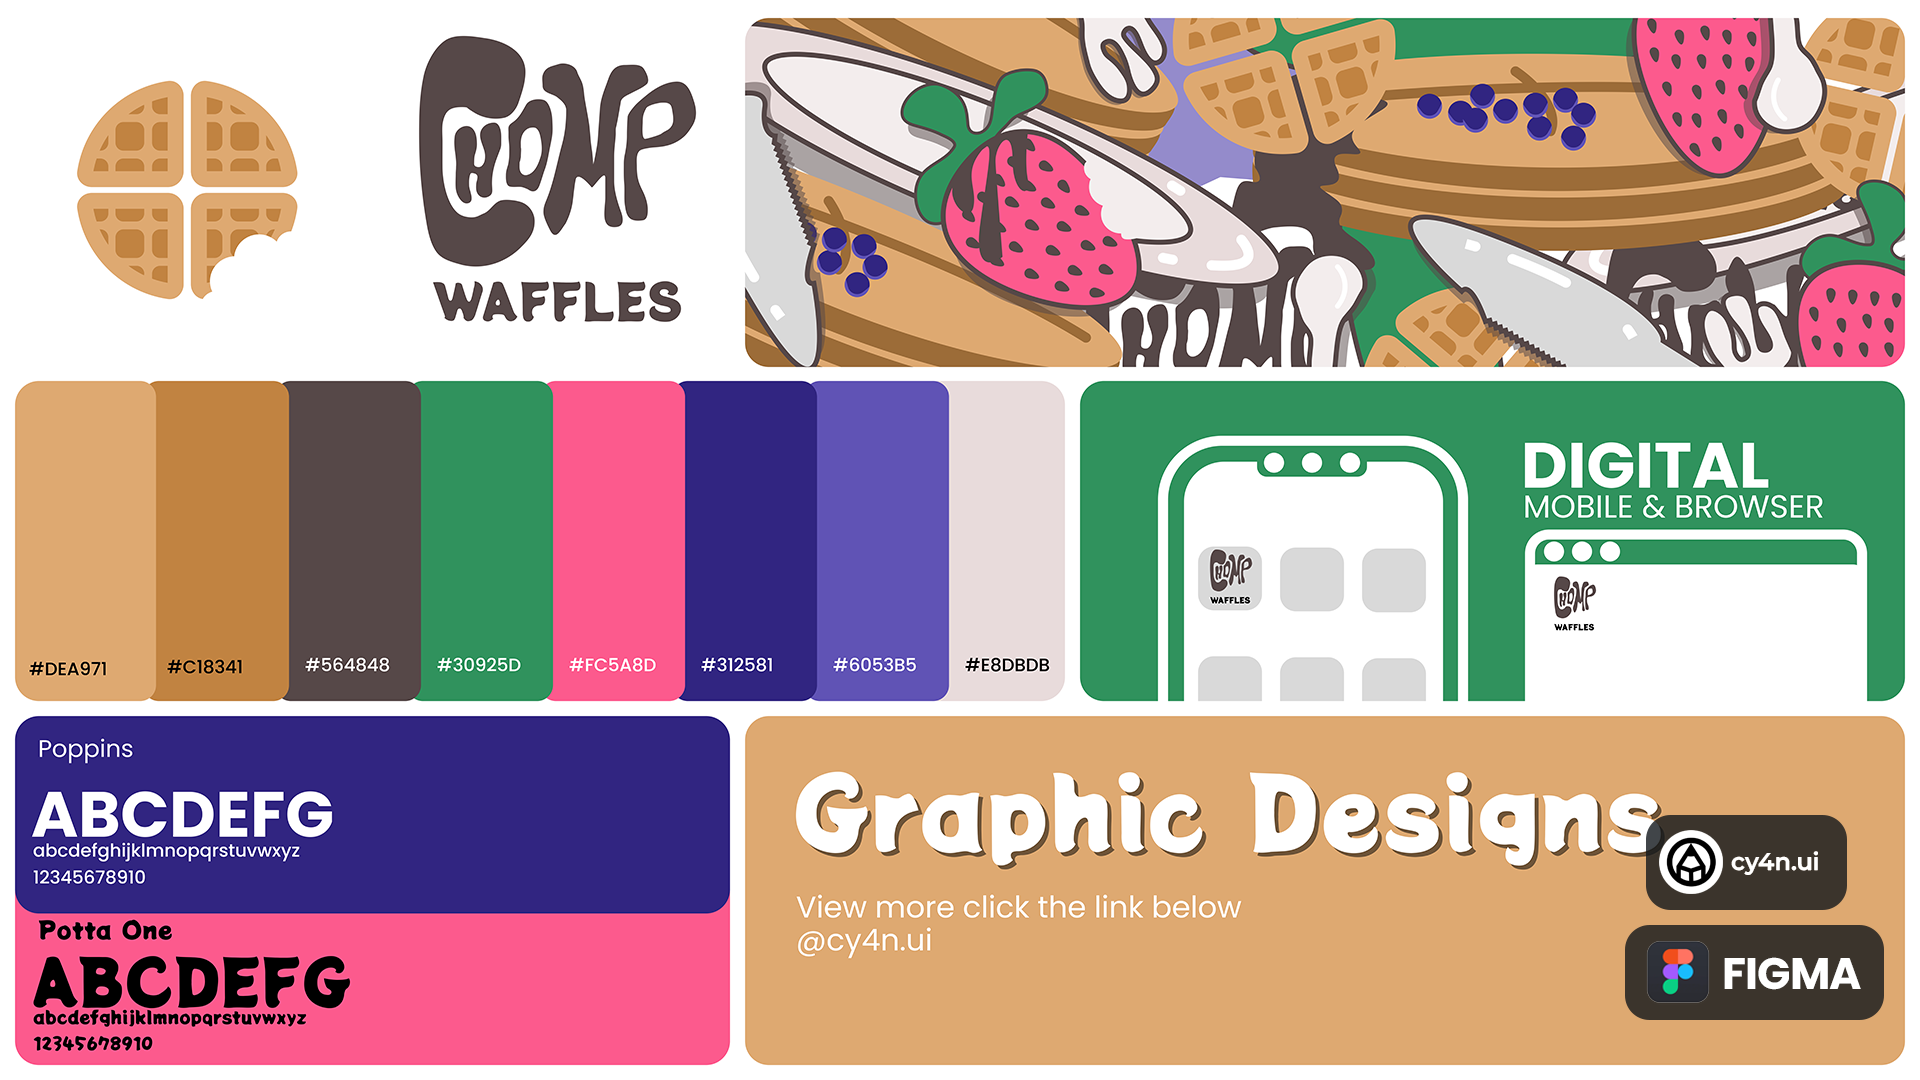 CHOMP
WAFFLES
HOMP
#DEA971
#C18341
#564848
#30925D
#FC5A8D
#312581
#6053B5
#E8DBDB
DIGITAL
MOBILE & BROWSER
CHOMP
WAFFLES
CHOMP
WAFFLES
Poppins
ABCDEFG
abcdefghijklmnopqrstuvwxyz
12345678910
Potta One
ABCDEFG
abcdefghijklmnopqrstuvwxyz
12345678910
Graphic Designs
View more click the link below
@cy4n.ui
cy4n.ui
FIGMA